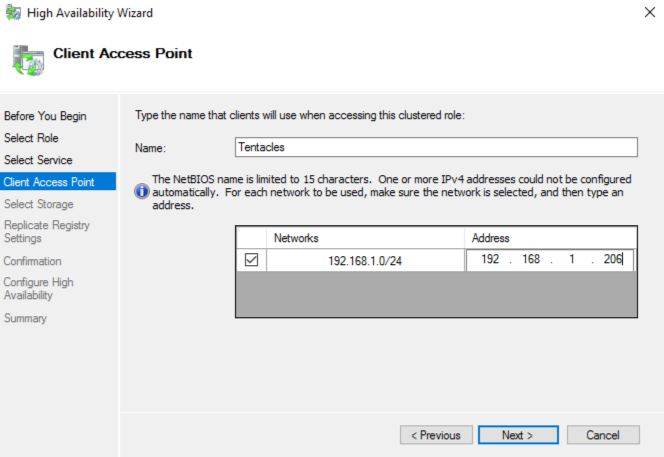 High Availability Wizard
Client Access Point
Before You Begin
Select Role
Select Service
Client Access Point
Select Storage
Replicate Registry
Settings
Confirmation
Configure High
Availability
Summary
Type the name that clients will use when accessing this clustered role:
Name:
Tentacles
The NetBIOS name is limited to 15 characters. One or more IPv4 addresses could not be configured
automatically. For each network to be used, make sure the network is selected, and then type an
address.
Networks Address
192.168.1.0/24 192 . 168 . 1 . 206
< Previous Next > Cancel